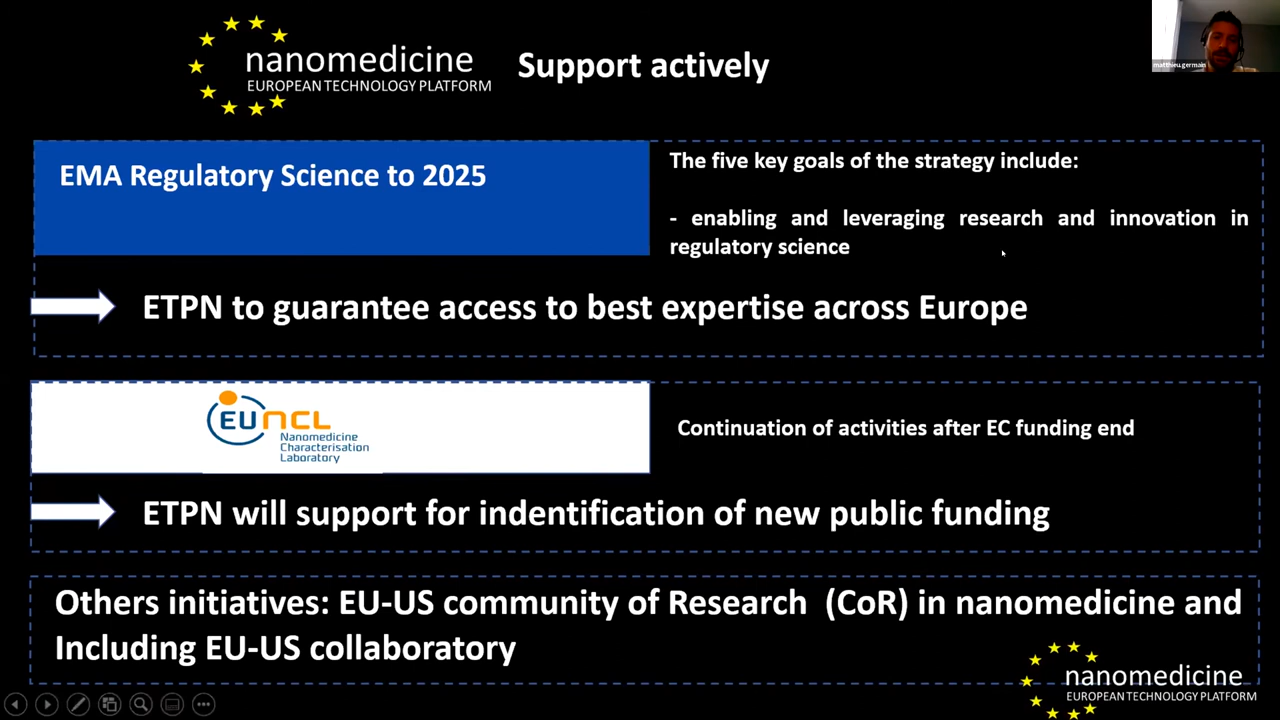 nanomedicine
EUROPEAN TECHNOLOGY PLATFORM
Support actively
matthieu.germain
EMA Regulatory Science to 2025
The five key goals of the strategy include:
- enabling and leveraging research and innovation in
regulatory science
ETPN to guarantee access to best expertise across Europe
EUNCL
Nanomedicine
Characterisation
Laboratory
Continuation of activities after EC funding end
ETPN will support for indentification of new public funding
Others initiatives: EU-US community of Research (CoR) in nanomedicine and
Including EU-US collaboratory
nanomedicine
EUROPEAN TECHNOLOGY PLATFORM